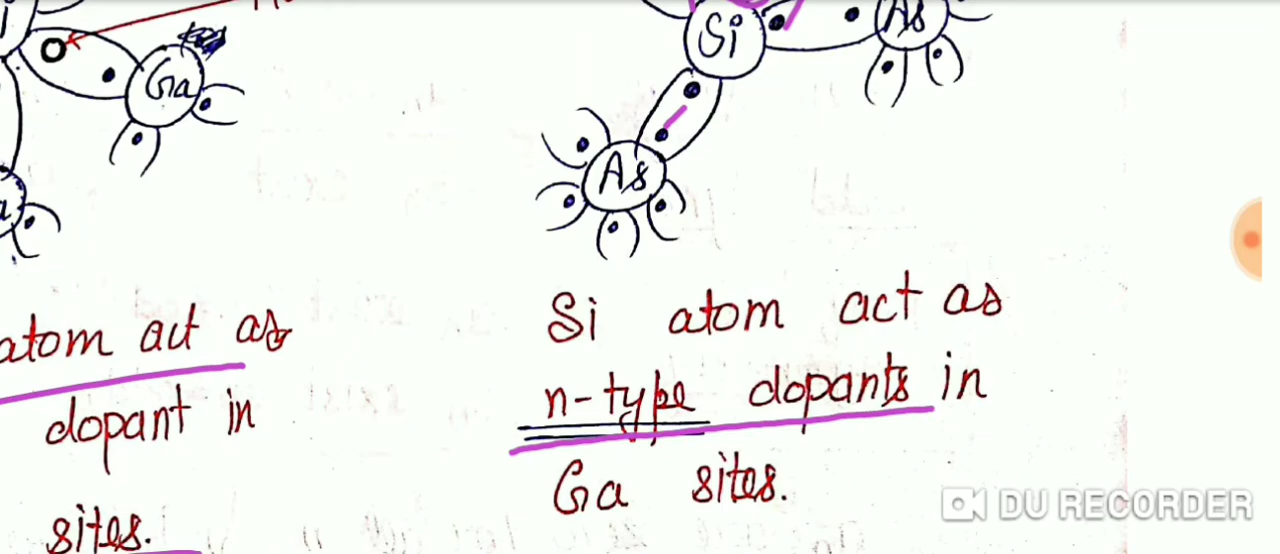 Ga
Si
As
As
atom act as
dopant in
sites.
Si atom act as
n-type dopants in
Ga sites.
DU RECORDER